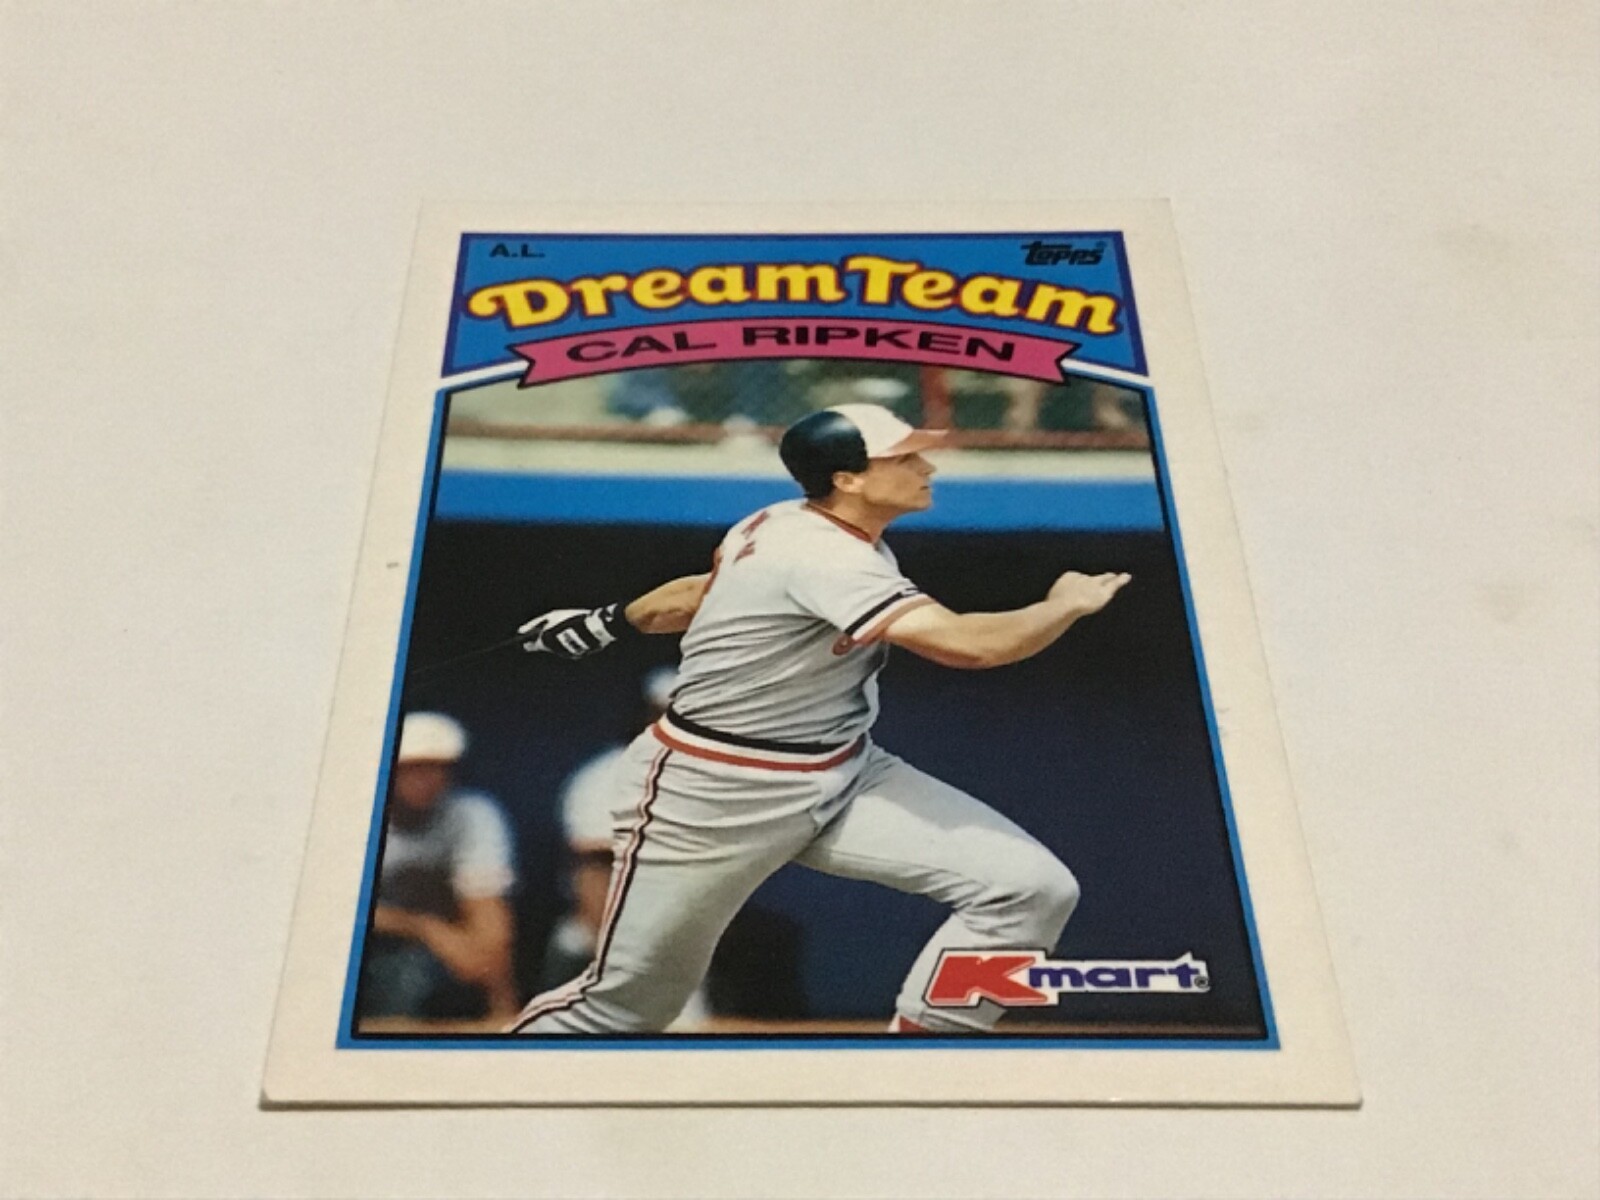 A.L.
topps®
Dream Team
CAL RIPKEN
Kmart®